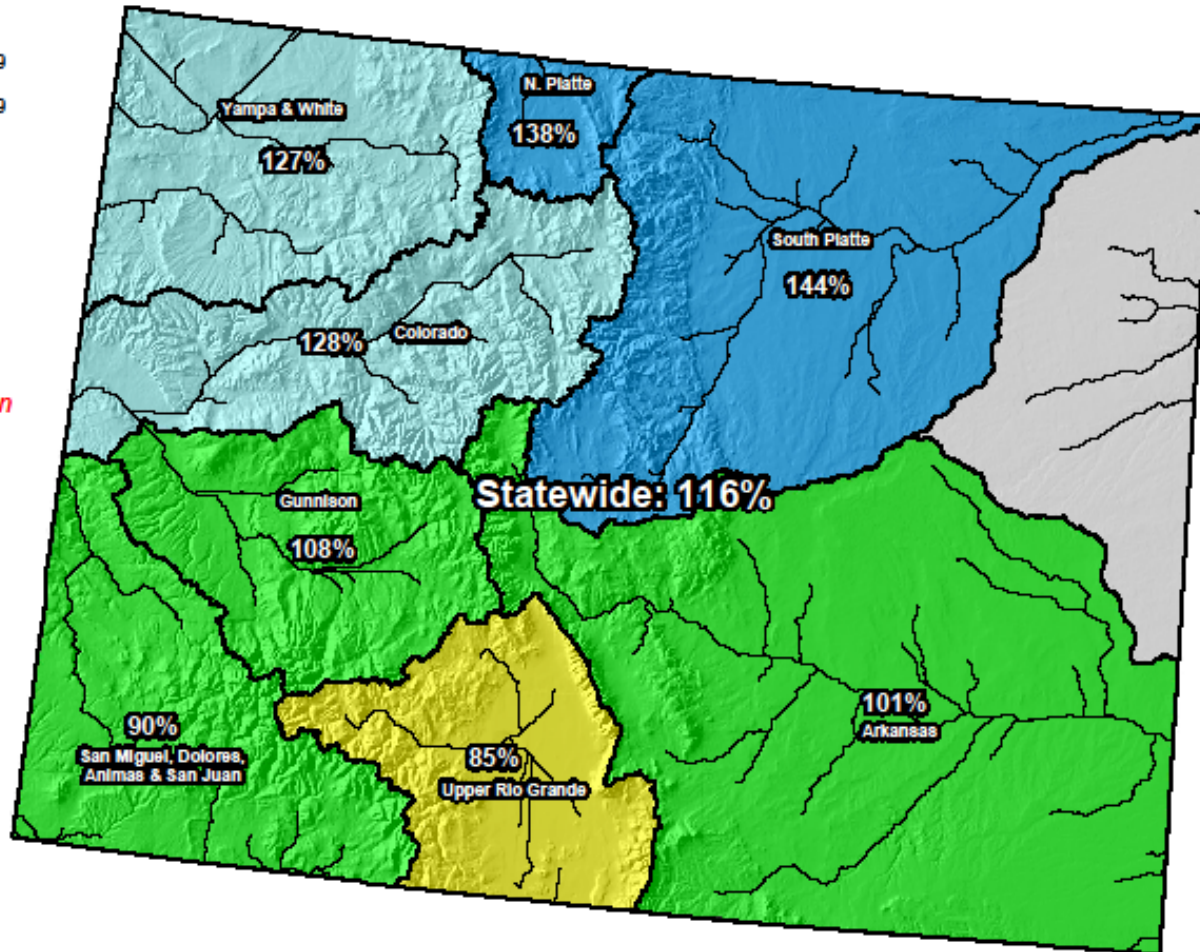 Yampa & White
127%
N. Platte
138%
South Platte
144%
128%
Colorado
Statewide: 116%
Gunnison
108%
90%
San Miguel, Dolores,
Animas & San Juan
85%
Upper Rio Grande
101%
Arkansas